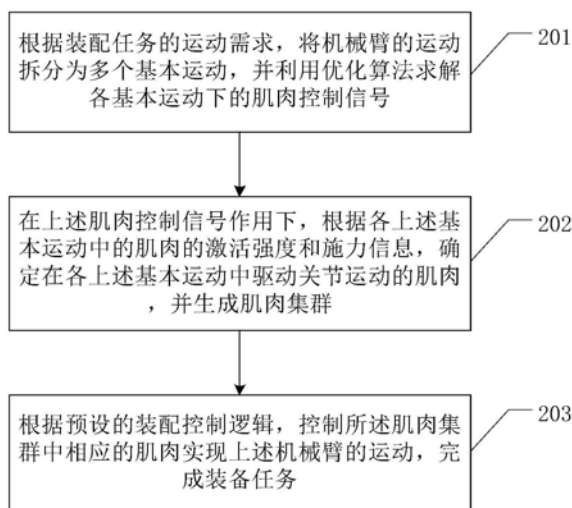 根据装配任务的运动需求，将机械臂的运动
拆分为多个基本运动，并利用优化算法求解
各基本运动下的肌肉控制信号
201
在上述肌肉控制信号作用下，根据各上述基
本运动中的肌肉的激活强度和施力信息，确
定在各上述基本运动中驱动关节运动的肌肉
，并生成肌肉集群
202
根据预设的装配控制逻辑，控制所述肌肉集
群中相应的肌肉实现上述机械臂的运动，完
成装备任务
203